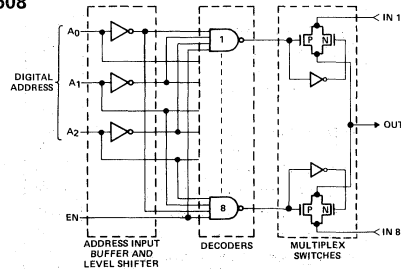 508
A0
IN 1
1
P N
DIGITAL
ADDRESS
A1
OUT
A2
8
P N
EN
IN 8
ADDRESS INPUT
BUFFER AND
LEVEL SHIFTER
DECODERS
MULTIPLEX
SWITCHES